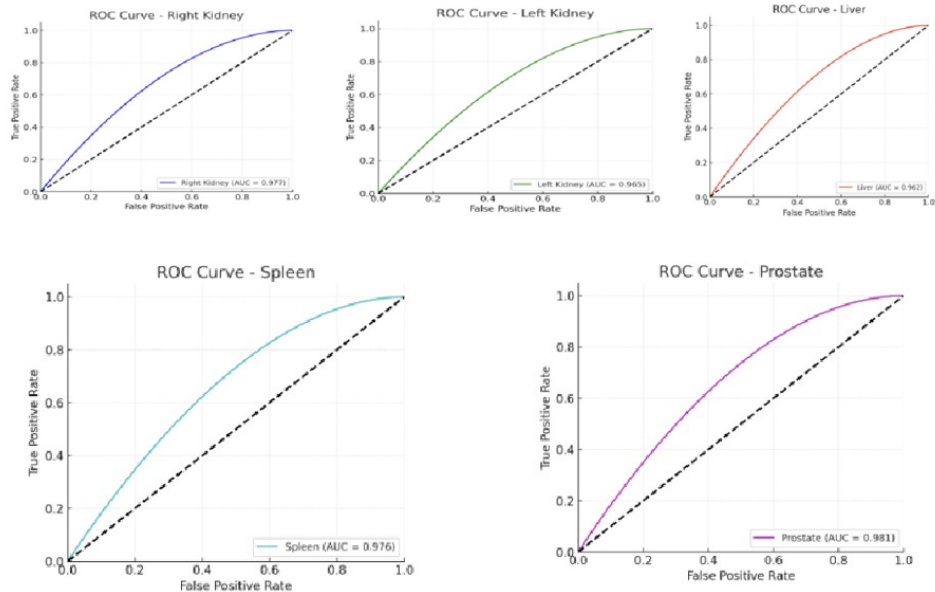 ROC Curve - Right Kidney
True Positive Rate
1.0
0.8
0.6
0.4
0.2
0.0
Right Kidney (AUC = 0.977)
0.0 0.2 0.4 0.6 0.8 1.0
False Positive Rate
ROC Curve - Left Kidney
True Positive Rate
1.0
0.8
0.6
0.4
0.2
0.0
Left Kidney (AUC = 0.965)
0.0 0.2 0.4 0.6 0.8 1.0
False Positive Rate
ROC Curve - Liver
True Positive Rate
1.0
0.8
0.6
0.4
0.2
0.0
Liver (AUC = 0.962)
0.0 0.2 0.4 0.6 0.8 1.0
False Positive Rate
ROC Curve - Spleen
True Positive Rate
1.0
0.8
0.6
0.4
0.2
0.0
Spleen (AUC = 0.976)
0.0 0.2 0.4 0.6 0.8 1.0
False Positive Rate
ROC Curve - Prostate
True Positive Rate
1.0
0.8
0.6
0.4
0.2
0.0
Prostate (AUC = 0.981)
0.0 0.2 0.4 0.6 0.8 1.0
False Positive Rate